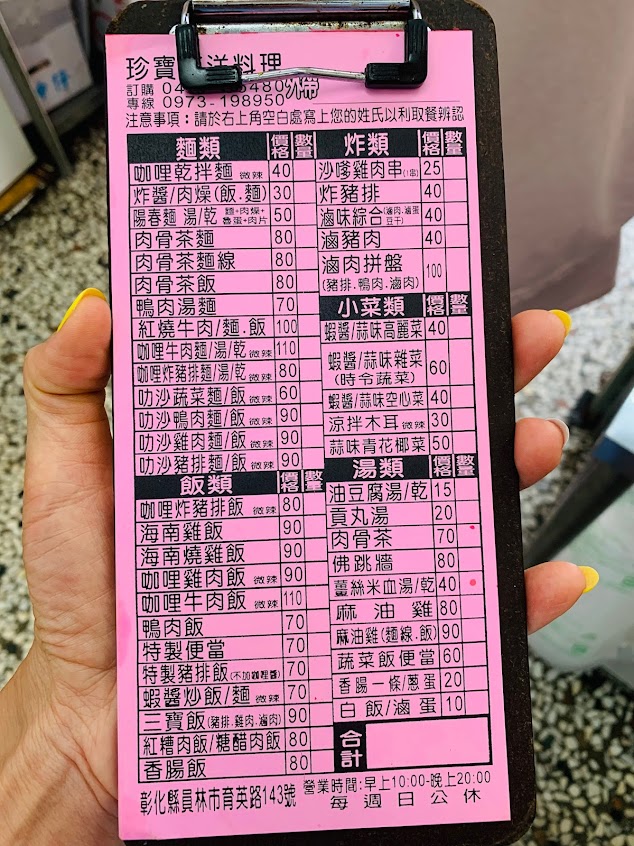 珍寶 洋料理
訂購 04 5480 外帶
專線 0973-198950
注意事項：請於右上角空白處寫上您的姓氏以利取餐辨認
麵類 價格 數量
咖哩乾拌麵 微辣 40
炸醬/肉燥(飯.麵) 30
陽春麵 湯/乾 麵+肉燥+魯蛋+肉片 50
肉骨茶麵 80
肉骨茶麵線 80
肉骨茶飯 80
鴨肉湯麵 70
紅燒牛肉/麵.飯 100
咖哩牛肉麵/湯/乾 微辣 110
咖哩炸豬排麵/湯/乾 微辣 80
叻沙蔬菜麵/飯 微辣 60
叻沙鴨肉麵/飯 微辣 90
叻沙雞肉麵/飯 微辣 90
叻沙豬排麵/飯 微辣 90
飯類 價格 數量
咖哩炸豬排飯 微辣 80
海南雞飯 90
海南燒雞飯 90
咖哩雞肉飯 微辣 90
咖哩牛肉飯 微辣 110
鴨肉飯 70
特製便當 70
特製豬排飯(不加咖哩醬) 70
蝦醬炒飯/麵 微辣 70
三寶飯(豬排.雞肉.滷肉) 90
紅糟肉飯/糖醋肉飯 80
香腸飯 80
炸類 價格 數量
沙嗲雞肉串(1串) 25
炸豬排 40
滷味綜合(滷肉.滷蛋豆干) 40
滷豬肉 40
滷肉拼盤 100
(豬排.鴨肉.滷肉)
小菜類 價格 數量
蝦醬/蒜味高麗菜 40
蝦醬/蒜味雜菜 60
(時令蔬菜)
蝦醬/蒜味空心菜 40
涼拌木耳 微辣 30
蒜味青花椰菜 50
湯類 價格 數量
油豆腐湯/乾 15
貢丸湯 20
肉骨茶 70
佛跳牆 80
薑絲米血湯/乾 40
麻油雞 80
麻油雞(麵線.飯) 90
蔬菜飯便當 60
香腸一條/蔥蛋 20
白飯/滷蛋 10
合計
彰化縣員林市育英路143號
營業時間:早上10:00-晚上20:00
每週日公休